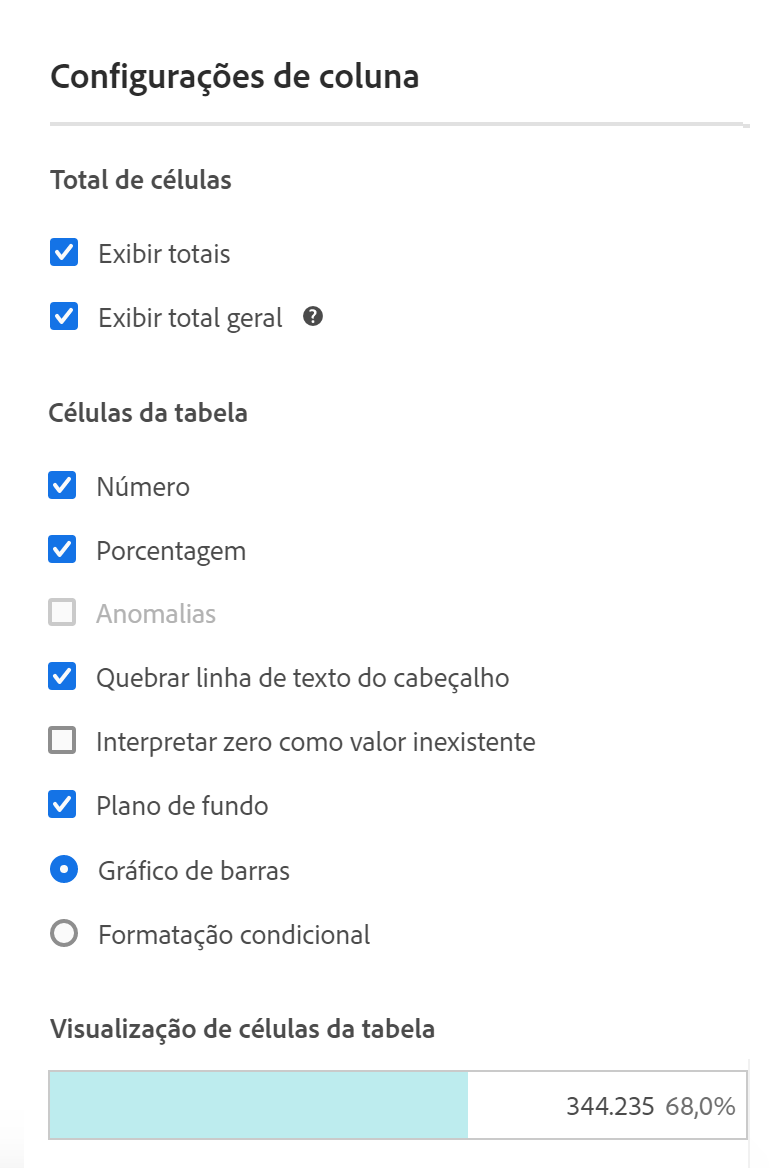 Configurações de coluna
Total de células
Exibir totais
Exibir total geral ?
Células da tabela
Número
Porcentagem
Anomalias
Quebrar linha de texto do cabeçalho
Interpretar zero como valor inexistente
Plano de fundo
Gráfico de barras
Formatação condicional
Visualização de células da tabela
344.235 68,0%